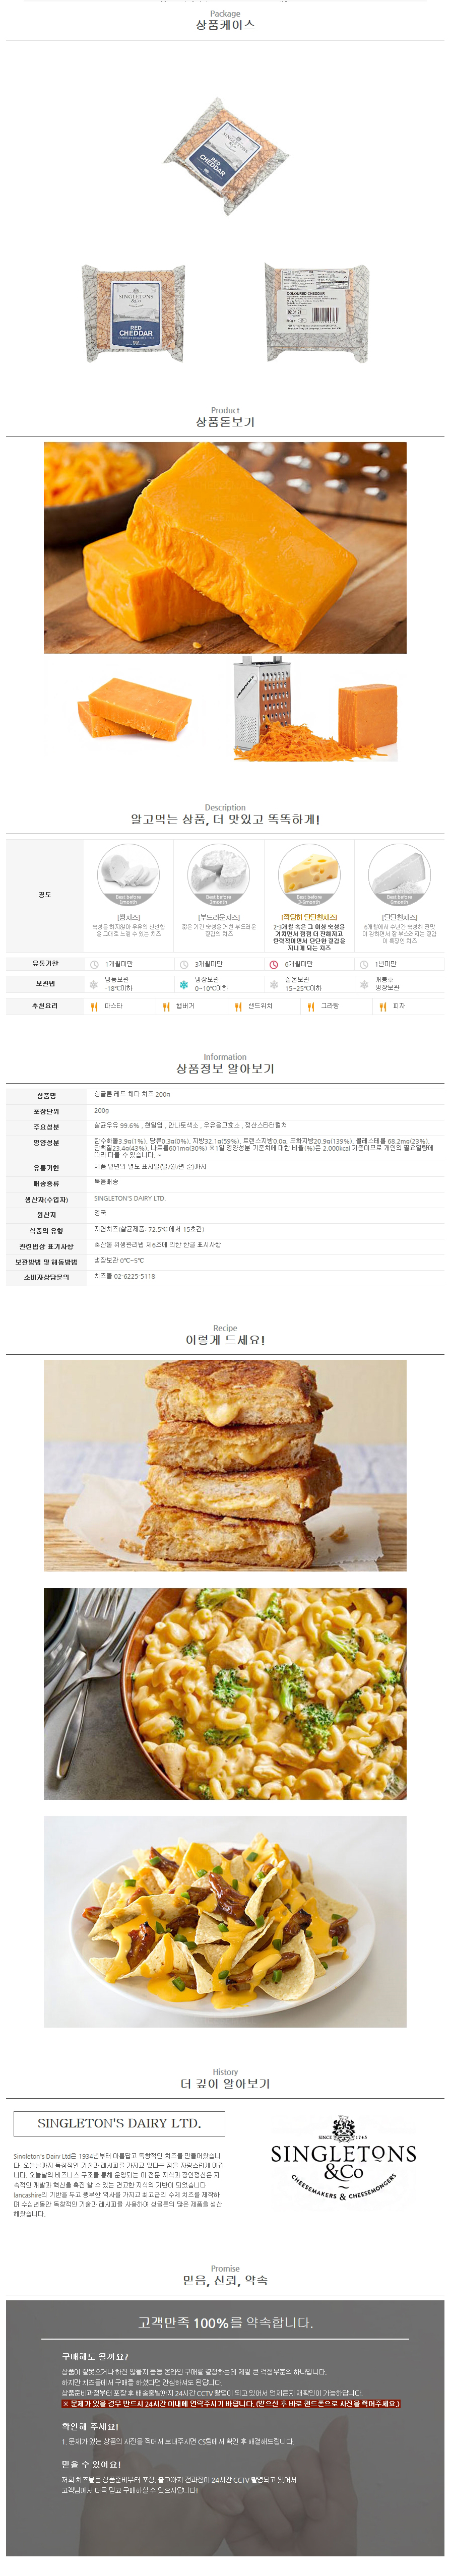 Package
상품케이스
SINGLETONS
&Co
RED
CHEDDAR
SINGLETONS
&Co
RED
CHEDDAR
COLOURED CHEDDAR
Product
상품돋보기
Description
알고먹는 상품, 더 맛있고 똑똑하게!
경도
Best before
1month
Best before
3month
Best before
3-6month
Best before
12month
[생치즈]
숙성을 하지않아 우유의 신선함
을 그대로 느낄 수 있는 치즈
[부드러운치즈]
짧은 기간 숙성을 거친 부드러운
질감의 치즈
[적당히 단단한치즈]
2-3개월 혹은 그 이상 숙성을
거치면서 점점 더 진해지고
탄력적이면서 단단한 질감을
지니게 되는 치즈
[단단한치즈]
6개월에서 수년간 숙성해 짠맛
이 강하면서 잘 부스러지는 질감
이 특징인 치즈
유통기한
1개월미만
3개월미만
6개월미만
1년미만
보관법
냉동보관
-18℃이하
냉장보관
0~10℃이하
실온보관
15~25℃이하
개봉후
냉장보관
추천요리
파스타
햄버거
샌드위치
그라탕
피자
Information
상품정보 알아보기
상품명
싱글톤 레드 체다 치즈 200g
포장단위
200g
주요성분
살균우유 99.6% , 천일염 , 안나토색소 , 우유응고효소 , 젖산스타터컬쳐
영양성분
탄수화물3.9g(1%), 당류0.3g(0%), 지방32.1g(59%), 트랜스지방0.0g, 포화지방20.9g(139%), 콜레스테롤 68.2mg(23%),
단백질23.4g(43%), 나트륨601mg(30%) ※1일 영양성분 기준치에 대한 비율(%)은 2,000kcal 기준이므로 개인의 필요열량에
따라 다를 수 있습니다. ~
유통기한
제품 밑면의 별도 표시일(일/월/년 순)까지
배송종류
묶음배송
생산자(수입자)
SINGLETON'S DAIRY LTD.
원산지
영국
식품의 유형
자연치즈(살균제품: 72.5℃ 에서 15초간)
관련법상 표기사항
축산물 위생관리법 제6조에 의한 한글 표시사항
보관방법 및 해동방법
냉장보관 0℃~5℃
소비자상담문의
치즈몰 02-6225-5118
Recipe
이렇게 드세요!
History
더 깊이 알아보기
SINGLETON'S DAIRY LTD.
Singleton's Dairy Ltd은 1934년부터 아름답고 독창적인 치즈를 만들어왔습니
다. 오늘날까지 독창적인 기술과 레시피를 가지고 있다는 점을 자랑스럽게 여깁
니다. 오늘날의 비즈니스 구조를 통해 운영되는 이 전문 지식과 장인정신은 지
속적인 개발과 혁신을 촉진 할 수 있는 견고한 지식의 기반이 되었습니다
lancashire의 기반을 두고 풍부한 역사를 가지고 최고급의 수제 치즈를 제작하
며 수십년동안 독창적인 기술과 레시피를 사용하여 싱글톤의 많은 제품을 생산
해왔습니다.
SINCE 1745
SINGLETONS
&Co
CHEESEMAKERS & CHEESEMONGERS
Promise
믿음, 신뢰, 약속
고객만족 100%를 약속합니다.
구매해도 될까요?
상품이 잘못오거나 하진 않을지 등등 온라인 구매를 결정하는데 제일 큰 걱정부분의 하나입니다.
하지만 치즈몰에서 구매를 하셨다면 안심하셔도 된답니다.
상품준비과정부터 포장 후 배송출발까지 24시간 CCTV 촬영이 되고 있어서 언제든지 재확인이 가능하답니다.
※ 문제가 있을 경우 반드시 24시간 이내에 연락주시기 바랍니다. (받으신 후 바로 핸드폰으로 사진을 찍어주세요.)
확인해 주세요!
1. 문제가 있는 상품의 사진을 찍어서 보내주시면 CS팀에서 확인 후 해결해드립니다.
믿을 수 있어요!
저희 치즈몰은 상품준비부터 포장, 출고까지 전과정이 24시간 CCTV 촬영되고 있어서
고객님께서 더욱 믿고 구매하실 수 있으시답니다!